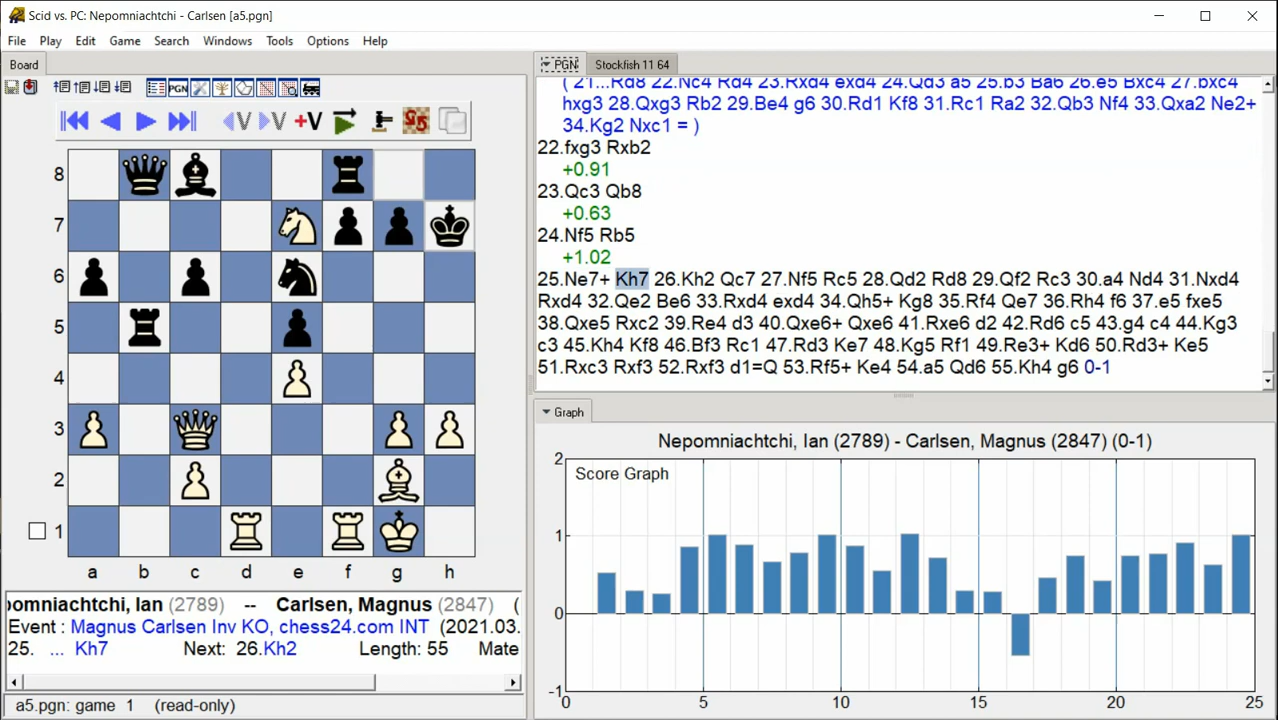 Scid vs. PC: Nepomniachtchi - Carlsen [a5.pgn]
File Play Edit Game Search Windows Tools Options Help
Board
PGN
+V
8
7
6
5
4
3
2
1
a b c d e f g h
pomniachtchi, Ian (2789) -- Carlsen, Magnus (2847) (
Event : Magnus Carlsen Inv KO, chess24.com INT (2021.03.
25. ... Kh7 Next: 26.Kh2 Length: 55 Mate
a5.pgn: game 1 (read-only)
PGN Stockfish 11 64
( 21...Rd8 22.Nc4 Rd4 23.Rxd4 exd4 24.Qd3 a5 25.b3 Ba6 26.e5 Bxc4 27.bxc4
hxg3 28.Qxg3 Rb2 29.Be4 g6 30.Rd1 Kf8 31.Rc1 Ra2 32.Qb3 Nf4 33.Qxa2 Ne2+
34.Kg2 Nxc1 = )
22.fxg3 Rxb2
+0.91
23.Qc3 Qb8
+0.63
24.Nf5 Rb5
+1.02
25.Ne7+ Kh7 26.Kh2 Qc7 27.Nf5 Rc5 28.Qd2 Rd8 29.Qf2 Rc3 30.a4 Nd4 31.Nxd4
Rxd4 32.Qe2 Be6 33.Rxd4 exd4 34.Qh5+ Kg8 35.Rf4 Qe7 36.Rh4 f6 37.e5 fxe5
38.Qxe5 Rxc2 39.Re4 d3 40.Qxe6+ Qxe6 41.Rxe6 d2 42.Rd6 c5 43.g4 c4 44.Kg3
c3 45.Kh4 Kf8 46.Bf3 Rc1 47.Rd3 Ke7 48.Kg5 Rf1 49.Re3+ Kd6 50.Rd3+ Ke5
51.Rxc3 Rxf3 52.Rxf3 d1=Q 53.Rf5+ Ke4 54.a5 Qd6 55.Kh4 g6 0-1
Graph
Nepomniachtchi, Ian (2789) - Carlsen, Magnus (2847) (0-1)
Score Graph
2
1
0
-1
0 5 10 15 20 25